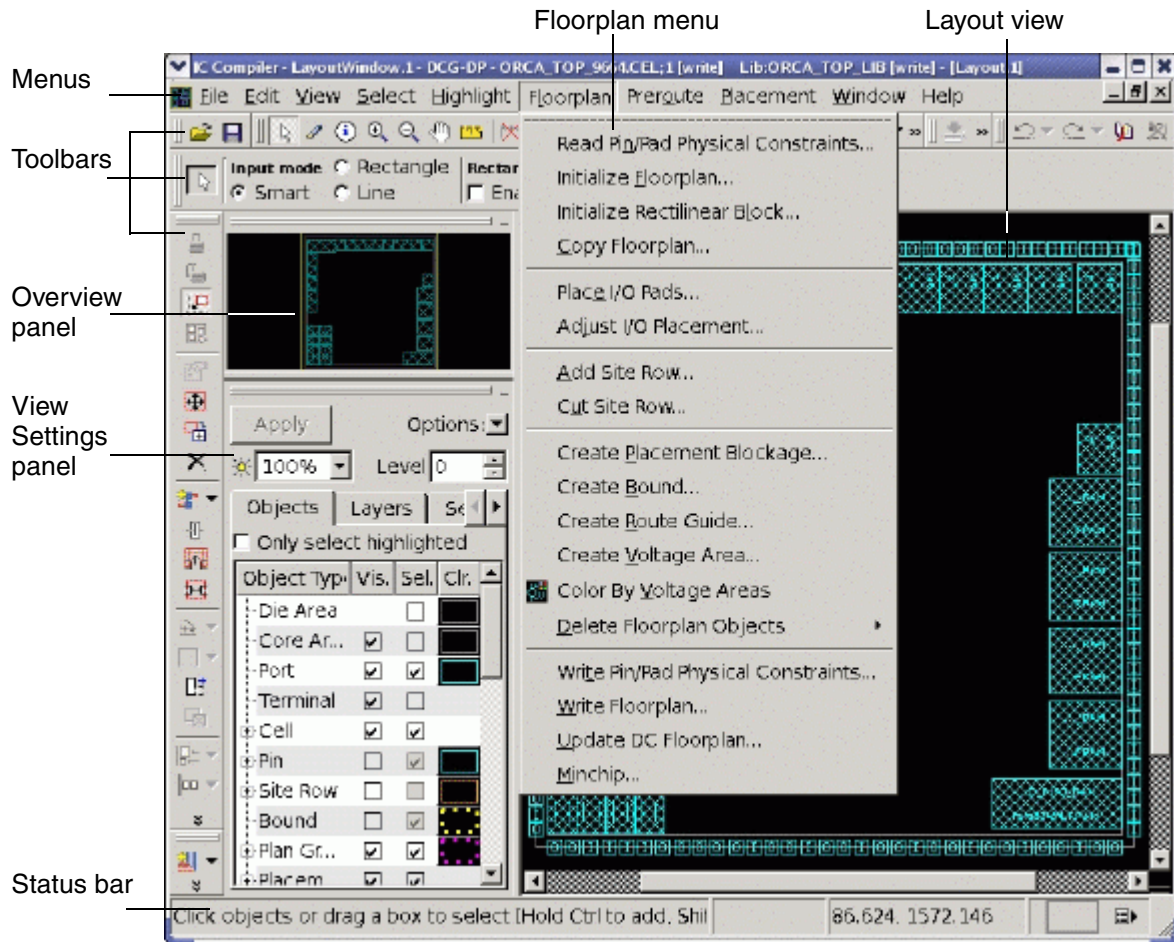 Floorplan menu
Layout view
IC Compiler - LayoutWindow.1 - DCG-DP - ORCA_TOP_9664.CEL;1 [write] Lib:ORCA_TOP_LIB [write] - [Layout.1]
Menus
File Edit View Select Highlight Floorplan Preroute Placement Window Help
Toolbars
Input mode
Rectangle
Smart
Line
Read Pin/Pad Physical Constraints...
Initialize Floorplan...
Initialize Rectilinear Block...
Copy Floorplan...
Place I/O Pads...
Adjust I/O Placement...
Add Site Row...
Cut Site Row...
Create Placement Blockage...
Create Bound...
Create Route Guide...
Create Voltage Area...
Color By Voltage Areas
Delete Floorplan Objects
Write Pin/Pad Physical Constraints...
Write Floorplan...
Update DC Floorplan...
Minchip...
Overview
panel
View
Settings
panel
Apply Options:
100% Level 0
Objects Layers Se
Only select highlighted
Object Typ Vis. Sel. Clr.
Die Area
Core Ar...
Port
Terminal
Cell
Pin
Site Row
Bound
Plan Gr...
Placem
Status bar
Click objects or drag a box to select [Hold Ctrl to add, Shif
86.624, 1572.146